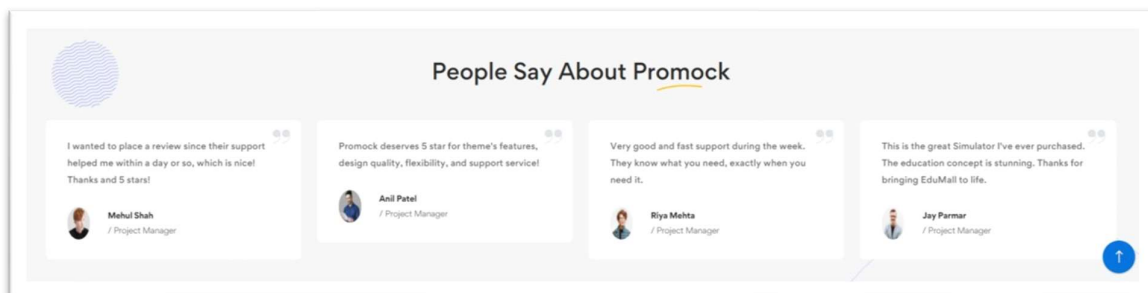 People Say About Promock
I wanted to place a review since their support
helped me within a day or so, which is nice!
Thanks and 5 stars!
Mehul Shah
/ Project Manager
Promock deserves 5 star for theme's features,
design quality, flexibility, and support service!
Anil Patel
/ Project Manager
Very good and fast support during the week.
They know what you need, exactly when you
need it.
Riya Mehta
/ Project Manager
This is the great Simulator I've ever purchased.
The education concept is stunning. Thanks for
bringing EduMall to life.
Jay Parmar
/ Project Manager